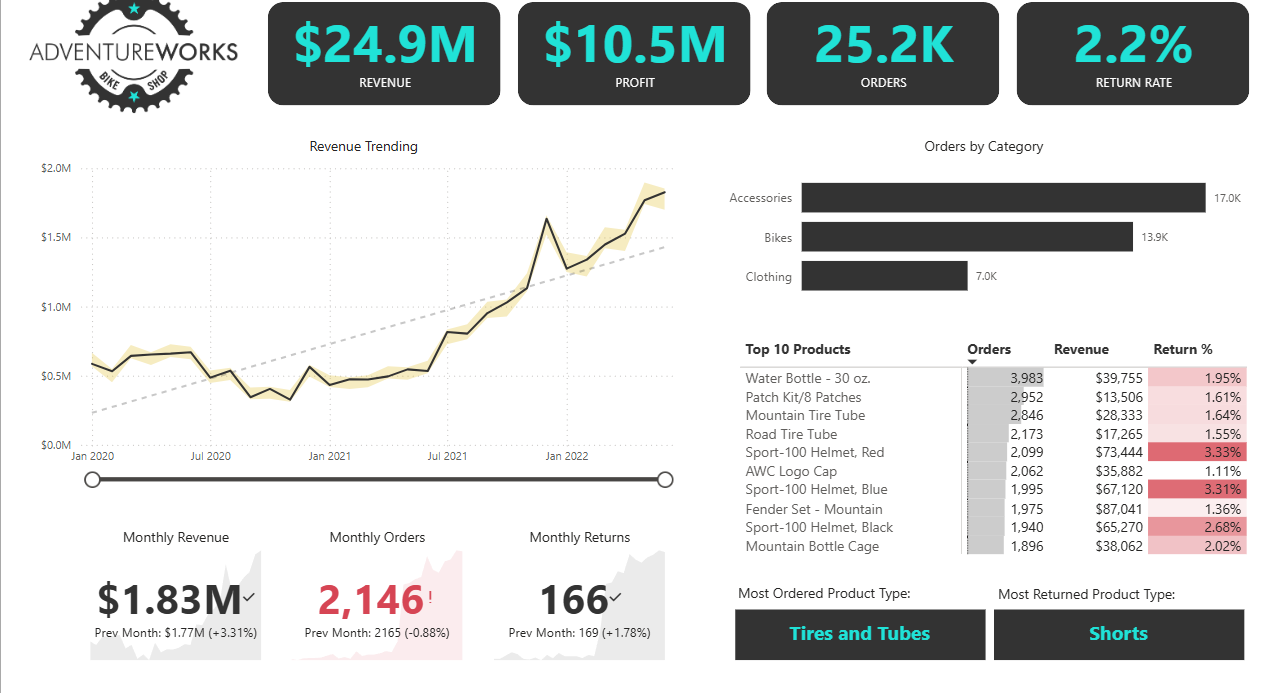 ADVENTUREWORKS
BIKE SHOP
$24.9M
REVENUE
$10.5M
PROFIT
25.2K
ORDERS
2.2%
RETURN RATE
Revenue Trending
$2.0M
$1.5M
$1.0M
$0.5M
$0.0M
Jan 2020 Jul 2020 Jan 2021 Jul 2021 Jan 2022
Orders by Category
Accessories 17.0K
Bikes 13.9K
Clothing 7.0K
Top 10 Products Orders Revenue Return %
Water Bottle - 30 oz. 3,983 $39,755 1.95%
Patch Kit/8 Patches 2,952 $13,506 1.61%
Mountain Tire Tube 2,846 $28,333 1.64%
Road Tire Tube 2,173 $17,265 1.55%
Sport-100 Helmet, Red 2,099 $73,444 3.33%
AWC Logo Cap 2,062 $35,882 1.11%
Sport-100 Helmet, Blue 1,995 $67,120 3.31%
Fender Set - Mountain 1,975 $87,041 1.36%
Sport-100 Helmet, Black 1,940 $65,270 2.68%
Mountain Bottle Cage 1,896 $38,062 2.02%
Monthly Revenue
$1.83M
Prev Month: $1.77M (+3.31%)
Monthly Orders
2,146!
Prev Month: 2165 (-0.88%)
Monthly Returns
166
Prev Month: 169 (+1.78%)
Most Ordered Product Type:
Tires and Tubes
Most Returned Product Type:
Shorts